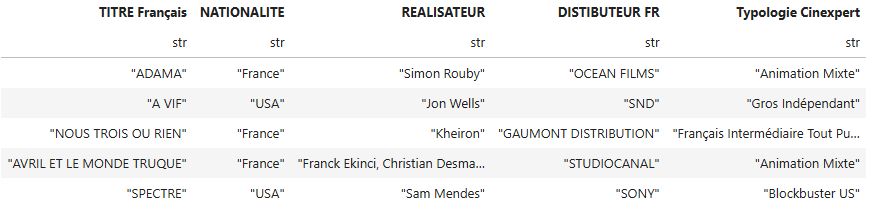 TITRE Français NATIONALITE REALISATEUR DISTIBUTEUR FR Typologie Cinexpert
str str str str str
"ADAMA" "France" "Simon Rouby" "OCEAN FILMS" "Animation Mixte"
"A VIF" "USA" "Jon Wells" "SND" "Gros Indépendant"
"NOUS TROIS OU RIEN" "France" "Kheiron" "GAUMONT DISTRIBUTION" "Français Intermédiaire Tout Pu...
"AVRIL ET LE MONDE TRUQUE" "France" "Franck Ekinci, Christian Desma... "STUDIOCANAL" "Animation Mixte"
"SPECTRE" "USA" "Sam Mendes" "SONY" "Blockbuster US"